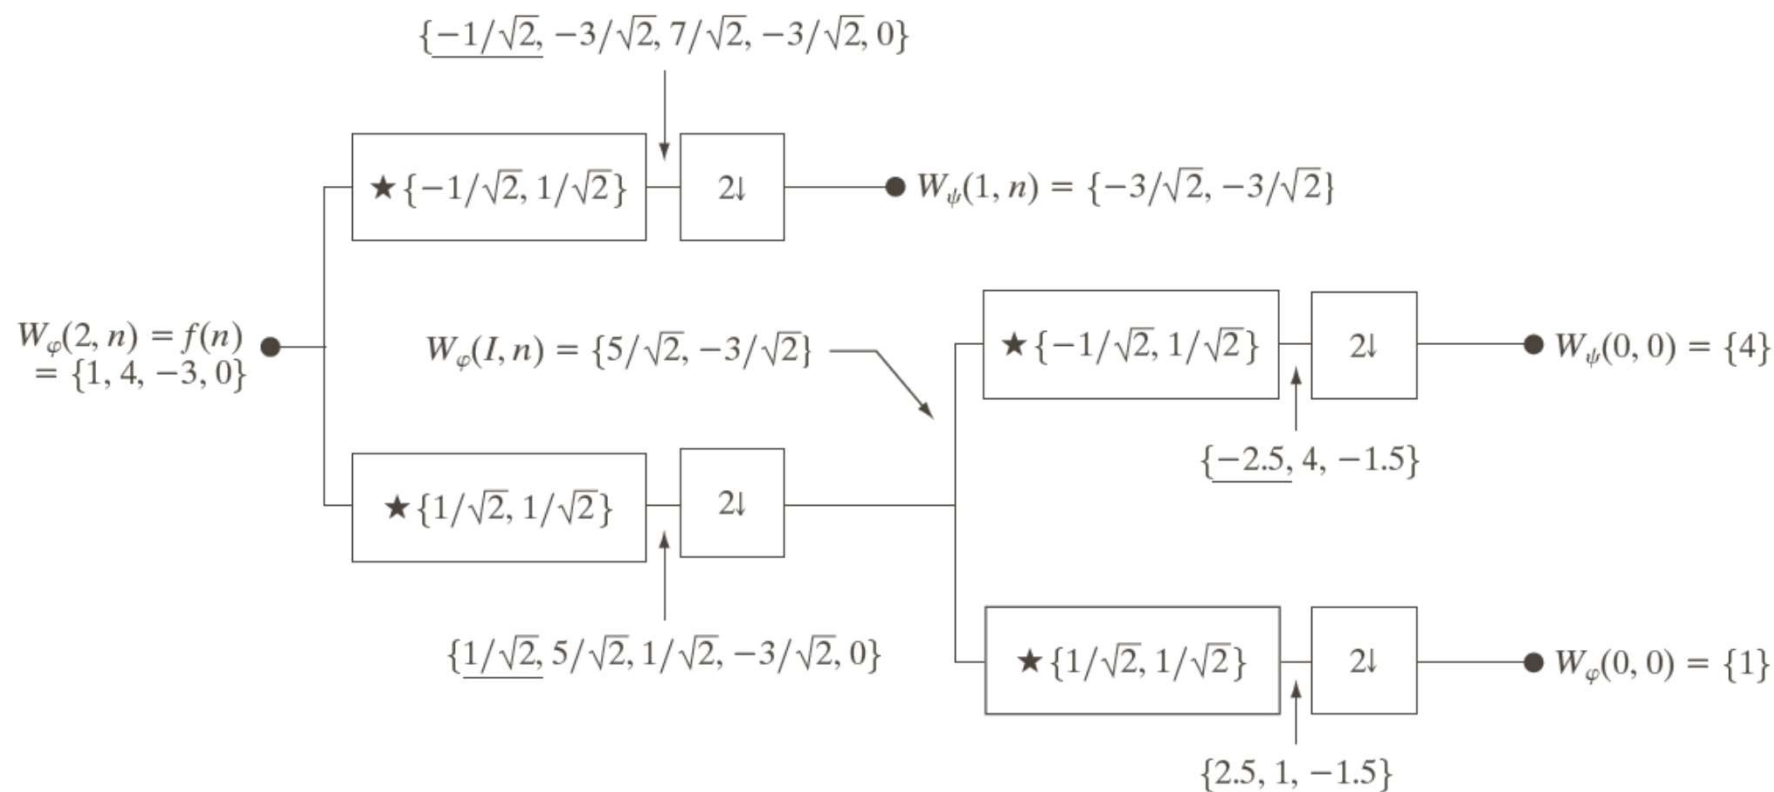 {−1/√2, −3/√2, 7/√2, −3/√2, 0}
★{−1/√2, 1/√2}
2↓
W_ψ(1, n) = {−3/√2, −3/√2}
W_φ(2, n) = f(n)
= {1, 4, −3, 0}
W_φ(I, n) = {5/√2, −3/√2}
★{−1/√2, 1/√2}
2↓
W_ψ(0, 0) = {4}
{−2.5, 4, −1.5}
★{1/√2, 1/√2}
2↓
{1/√2, 5/√2, 1/√2, −3/√2, 0}
★{1/√2, 1/√2}
2↓
W_φ(0, 0) = {1}
{2.5, 1, −1.5}